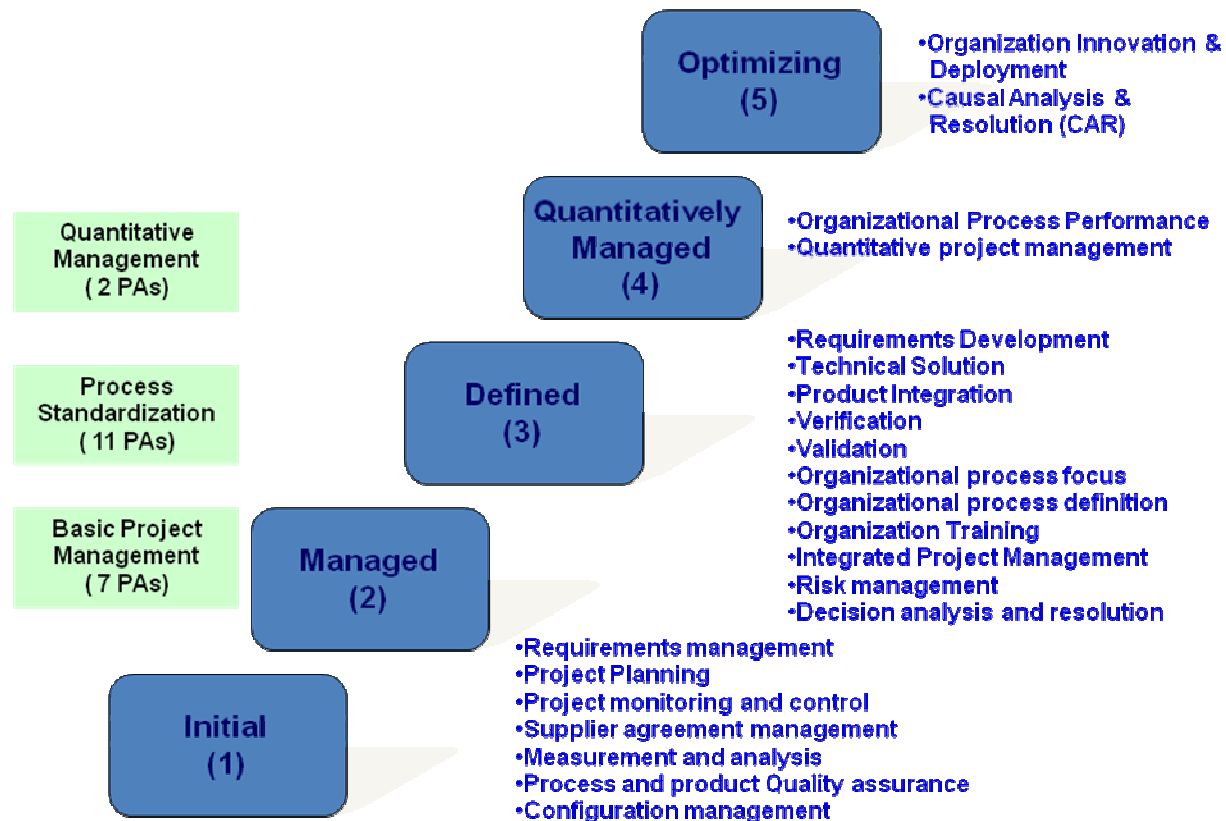 Optimizing
(5)
•Organization Innovation &
Deployment
•Causal Analysis &
Resolution (CAR)
Quantitative
Management
( 2 PAs)
Quantitatively
Managed
(4)
•Organizational Process Performance
•Quantitative project management
Process
Standardization
( 11 PAs)
Defined
(3)
•Requirements Development
•Technical Solution
•Product Integration
•Verification
•Validation
•Organizational process focus
•Organizational process definition
•Organization Training
•Integrated Project Management
•Risk management
•Decision analysis and resolution
Basic Project
Management
( 7 PAs)
Managed
(2)
•Requirements management
•Project Planning
•Project monitoring and control
•Supplier agreement management
•Measurement and analysis
•Process and product Quality assurance
•Configuration management
Initial
(1)